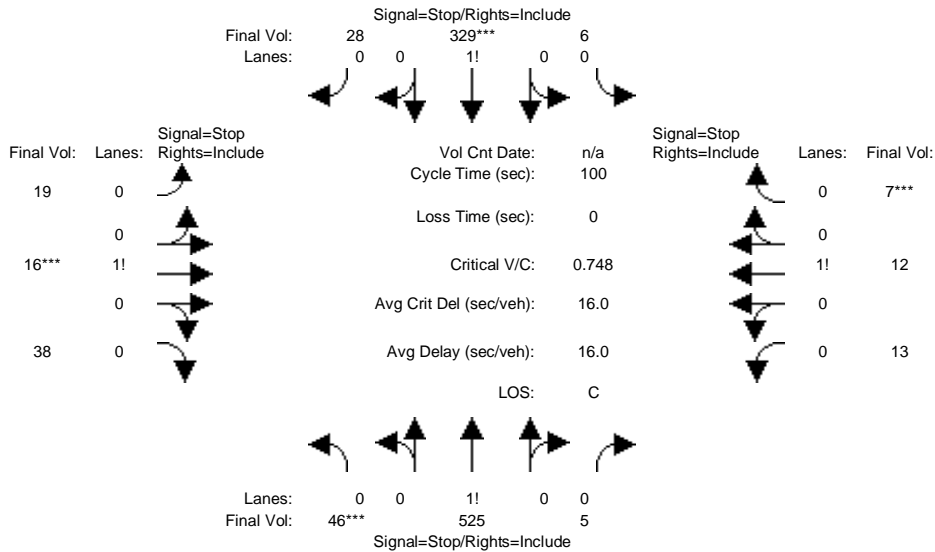 Signal=Stop/Rights=Include
Final Vol: 28 329*** 6
Lanes: 0 0 1! 0 0
Signal=Stop Signal=Stop
Final Vol: Lanes: Rights=Include Vol Cnt Date: n/a Rights=Include Lanes: Final Vol:
Cycle Time (sec): 100
19 0 0 7***
Loss Time (sec): 0
0 0
16*** 1! Critical V/C: 0.748 1! 12
0 Avg Crit Del (sec/veh): 16.0 0
38 0 Avg Delay (sec/veh): 16.0 0 13
LOS: C
Lanes: 0 0 1! 0 0
Final Vol: 46*** 525 5
Signal=Stop/Rights=Include